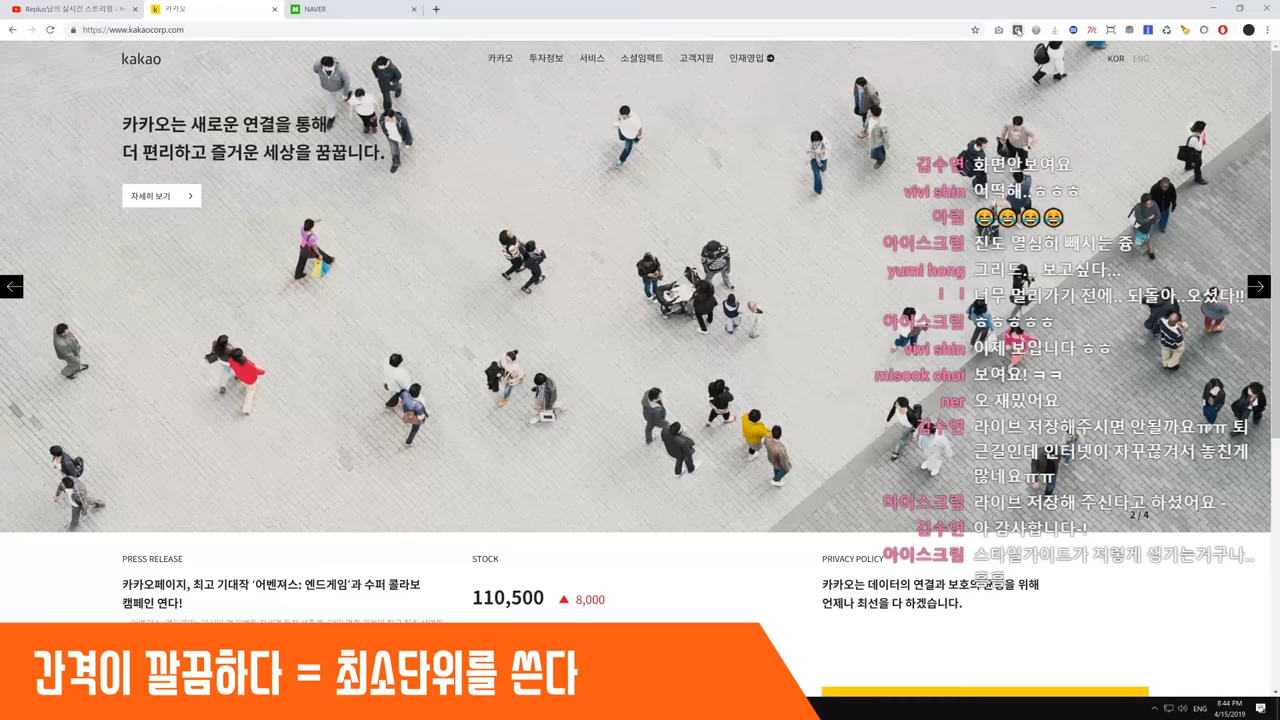 Replus님의 실시간 스트리밍 - Yo
카카오
NAVER
https://www.kakaocorp.com
kakao
카카오 투자정보 서비스 소셜임팩트 고객지원 인재영입
KOR ENG
카카오는 새로운 연결을 통해
더 편리하고 즐거운 세상을 꿈꿉니다.
자세히 보기
김수연 화면안보여요
vivi shin 어떡해..ㅎㅎㅎ
아림 😂😂😂😂
아이스크림 진도 열심히 빼시는 즁
yumi hong 그리드... 보고싶다...
ㅣ ㅣ 너무 멀리가기 전에.. 되돌아..오셨다!!
아이스크림 ㅎㅎㅎㅎㅎ
vivi shin 이제 보입니다 ㅎㅎ
misook choi 보여요! ㅋㅋ
ner 오 재밌어요
김수연 라이브 저장해주시면 안될까요ㅠㅠ 퇴
근길인데 인터넷이 자꾸끊겨서 놓친게
많네요ㅠㅠ
아이스크림 라이브 저장해 주신다고 하셨어요 -
김수연 아 감사합니다-!
아이스크림 스타일가이드가 저렇게 생기는거구나..
2 / 4
PRESS RELEASE
카카오페이지, 최고 기대작 '어벤져스: 엔드게임'과 수퍼 콜라보
캠페인 연다!
STOCK
110,500 ▲ 8,000
PRIVACY POLICY
카카오는 데이터의 연결과 보호의 을 위해
언제나 최선을 다 하겠습니다.
간격이 깔끔하다 = 최소단위를 쓴다
ENG
8:44 PM
4/15/2019